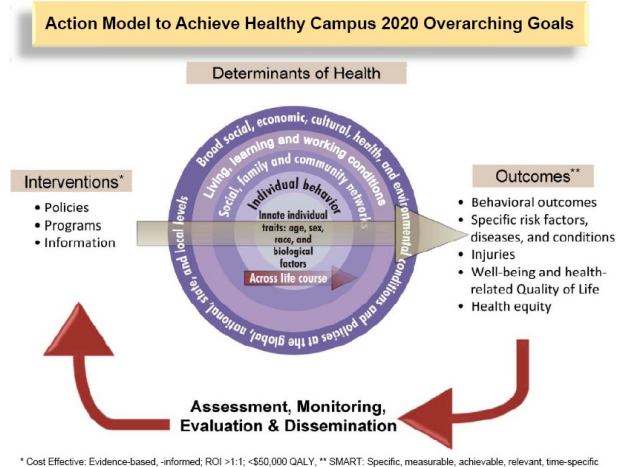 Action Model to Achieve Healthy Campus 2020 Overarching Goals
Determinants of Health
Broad social, economic, cultural, health, and environmental conditions and policies at the global, national, state, and local levels
Living, learning and working conditions
Social, family and community networks
Individual behavior
Innate individual
traits: age, sex,
race, and
biological
factors
Across life course
Interventions*
• Policies
• Programs
• Information
Outcomes**
• Behavioral outcomes
• Specific risk factors,
diseases, and conditions
• Injuries
• Well-being and health-
related Quality of Life
• Health equity
Assessment, Monitoring,
Evaluation & Dissemination
* Cost Effective: Evidence-based, -informed; ROI >1:1; <$50,000 QALY, ** SMART: Specific, measurable, achievable, relevant, time-specific